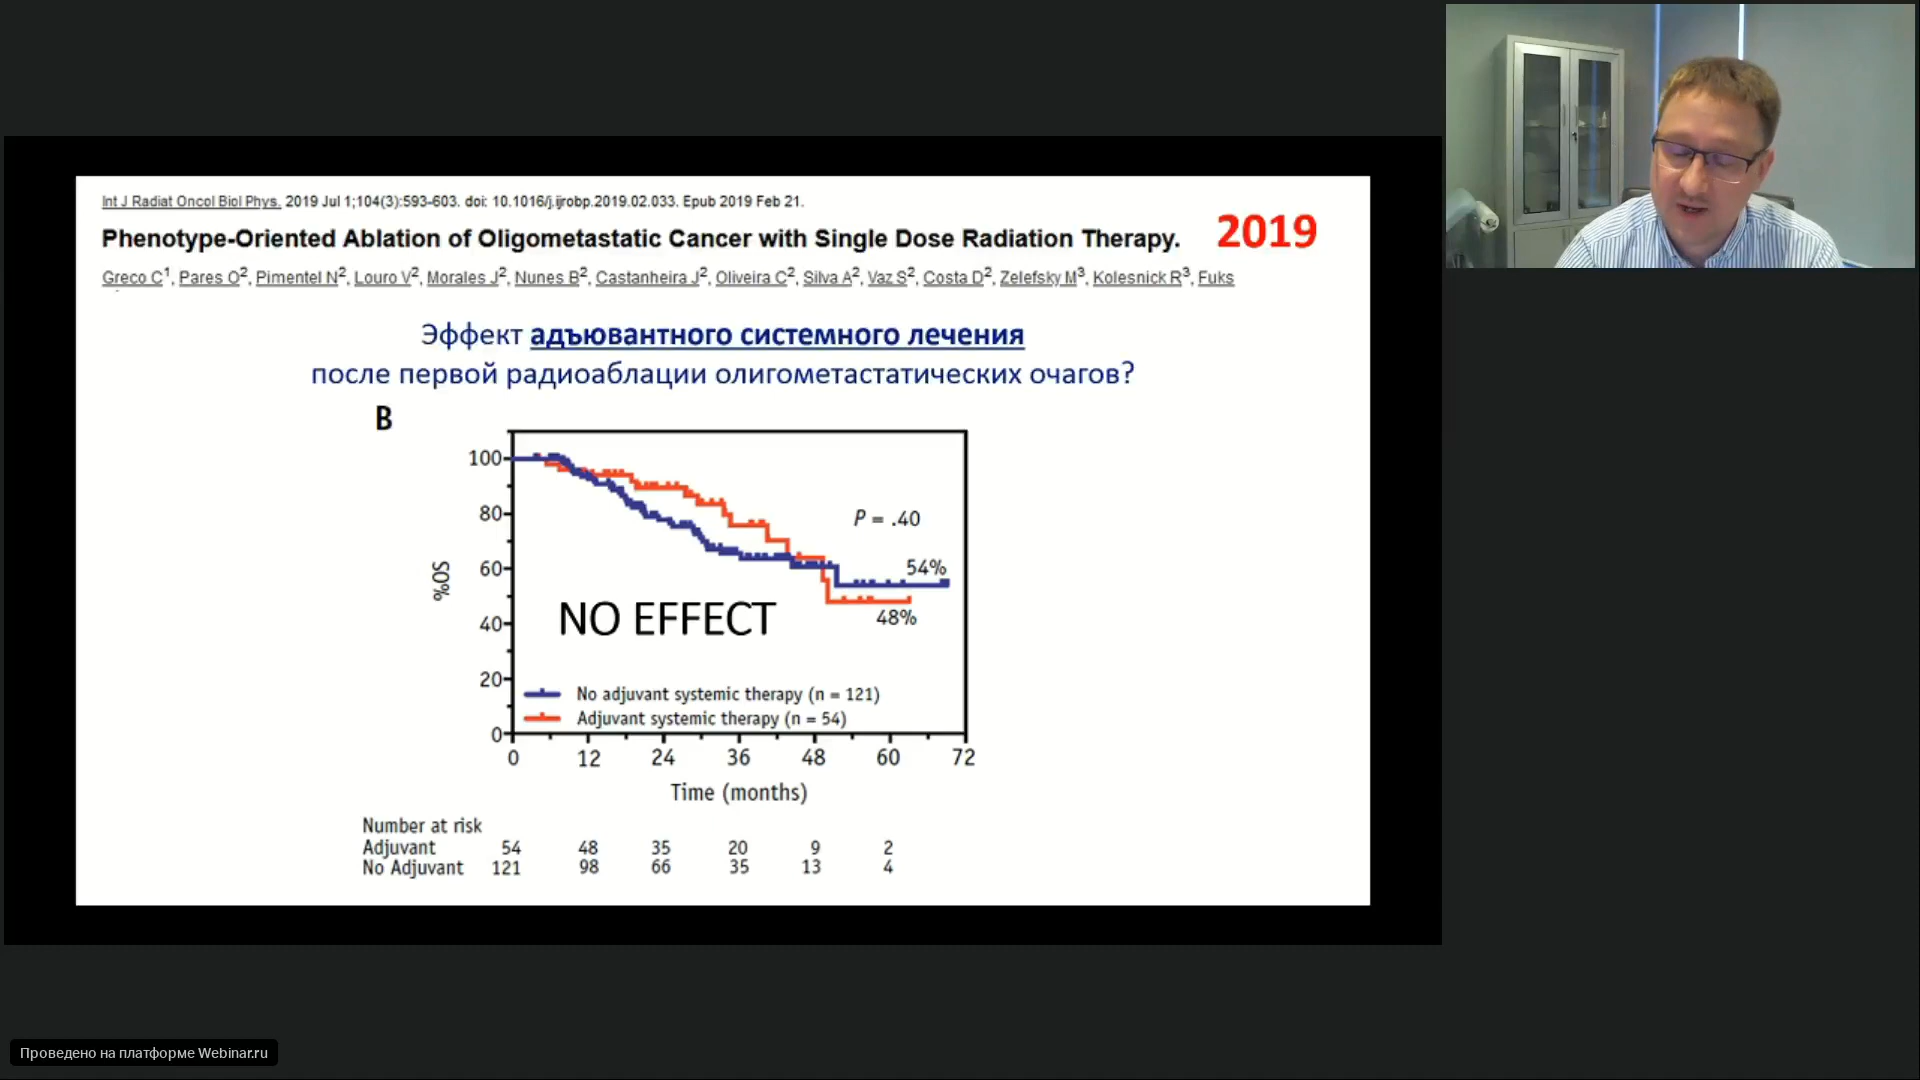 Int J Radiat Oncol Biol Phys. 2019 Jul 1;104(3):593-603. doi: 10.1016/j.ijrobp.2019.02.033. Epub 2019 Feb 21.
Phenotype-Oriented Ablation of Oligometastatic Cancer with Single Dose Radiation Therapy. 2019
Greco C1, Pares O2, Pimentel N2, Louro V2, Morales J2, Nunes B2, Castanheira J2, Oliveira C2, Silva A2, Vaz S2, Costa D2, Zelefsky M3, Kolesnick R3, Fuks
Эффект адъювантного системного лечения
после первой радиоаблации олигометастатических очагов?
B
100
80
60
40
20
0
%OS
P = .40
54%
48%
NO EFFECT
No adjuvant systemic therapy (n = 121)
Adjuvant systemic therapy (n = 54)
0 12 24 36 48 60 72
Time (months)
Number at risk
Adjuvant 54 48 35 20 9 2
No Adjuvant 121 98 66 35 13 4
Проведено на платформе Webinar.ru